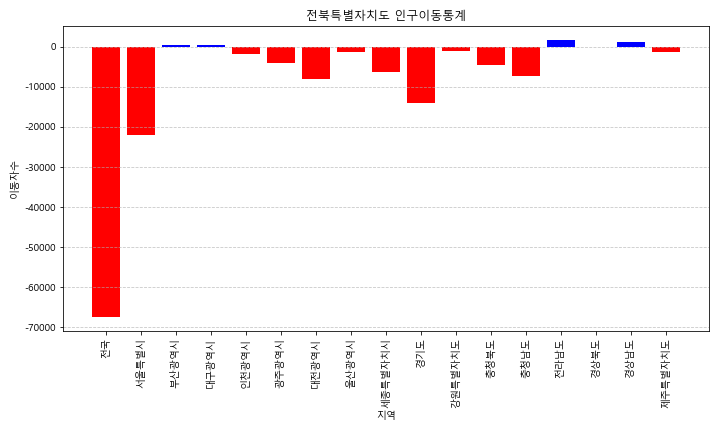 전북특별자치도 인구이동통계
이동자수
0
-10000
-20000
-30000
-40000
-50000
-60000
-70000
전국
서울특별시
부산광역시
대구광역시
인천광역시
광주광역시
대전광역시
울산광역시
세종특별자치시
경기도
강원특별자치도
충청북도
충청남도
전라남도
경상북도
경상남도
제주특별자치도
지역